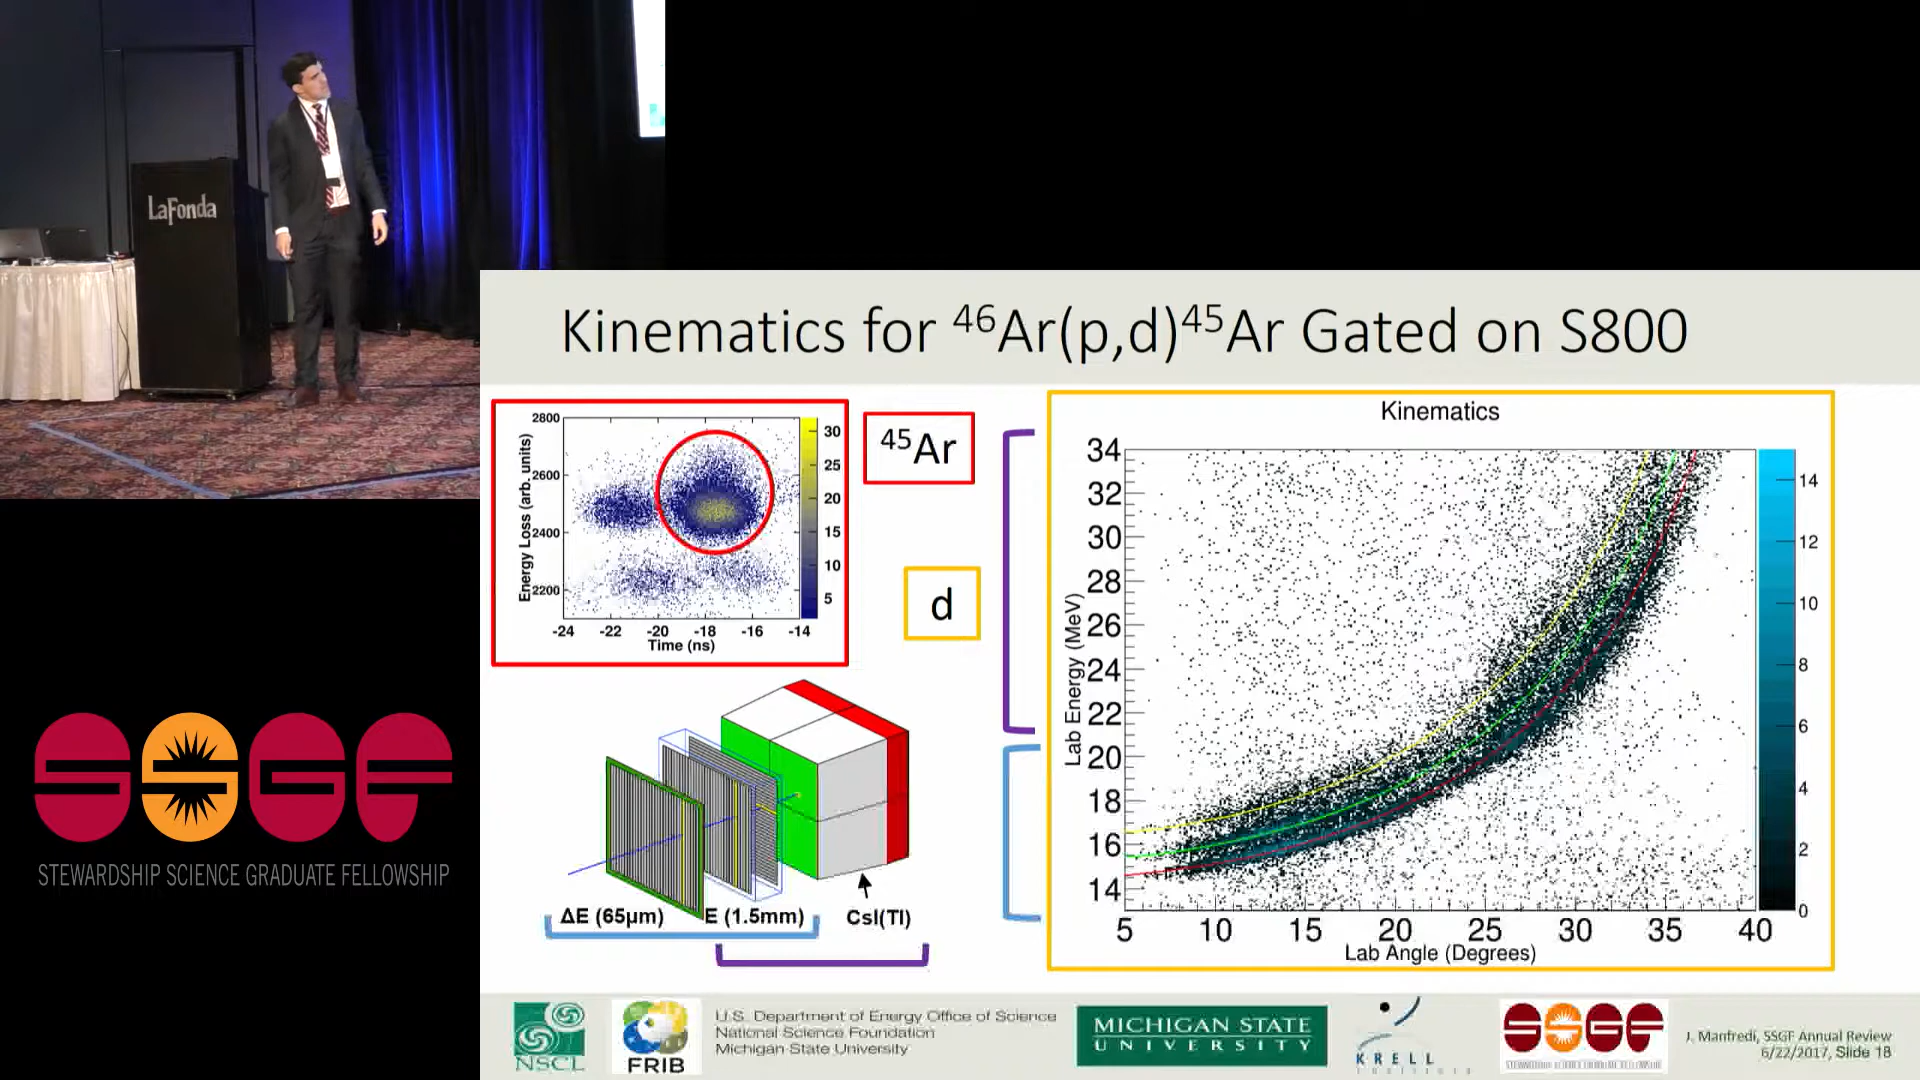 LaFonda
Kinematics for ⁴⁶Ar(p,d)⁴⁵Ar Gated on S800
2800
2600
2400
2200
Energy Loss (arb. units)
-24 -22 -20 -18 -16 -14
Time (ns)
30
25
20
15
10
5
⁴⁵Ar
d
ΔE (65μm)
E (1.5mm)
CsI(Tl)
Kinematics
34
32
30
28
26
24
22
20
18
16
14
Lab Energy (MeV)
5 10 15 20 25 30 35 40
Lab Angle (Degrees)
14
12
10
8
6
4
2
0
SSGF
STEWARDSHIP SCIENCE GRADUATE FELLOWSHIP
NSCL
FRIB
U.S. Department of Energy Office of Science
National Science Foundation
Michigan State University
MICHIGAN STATE
UNIVERSITY
KRELL
SSGF
J. Manfredi, SSGF Annual Review
6/22/2017, Slide 18